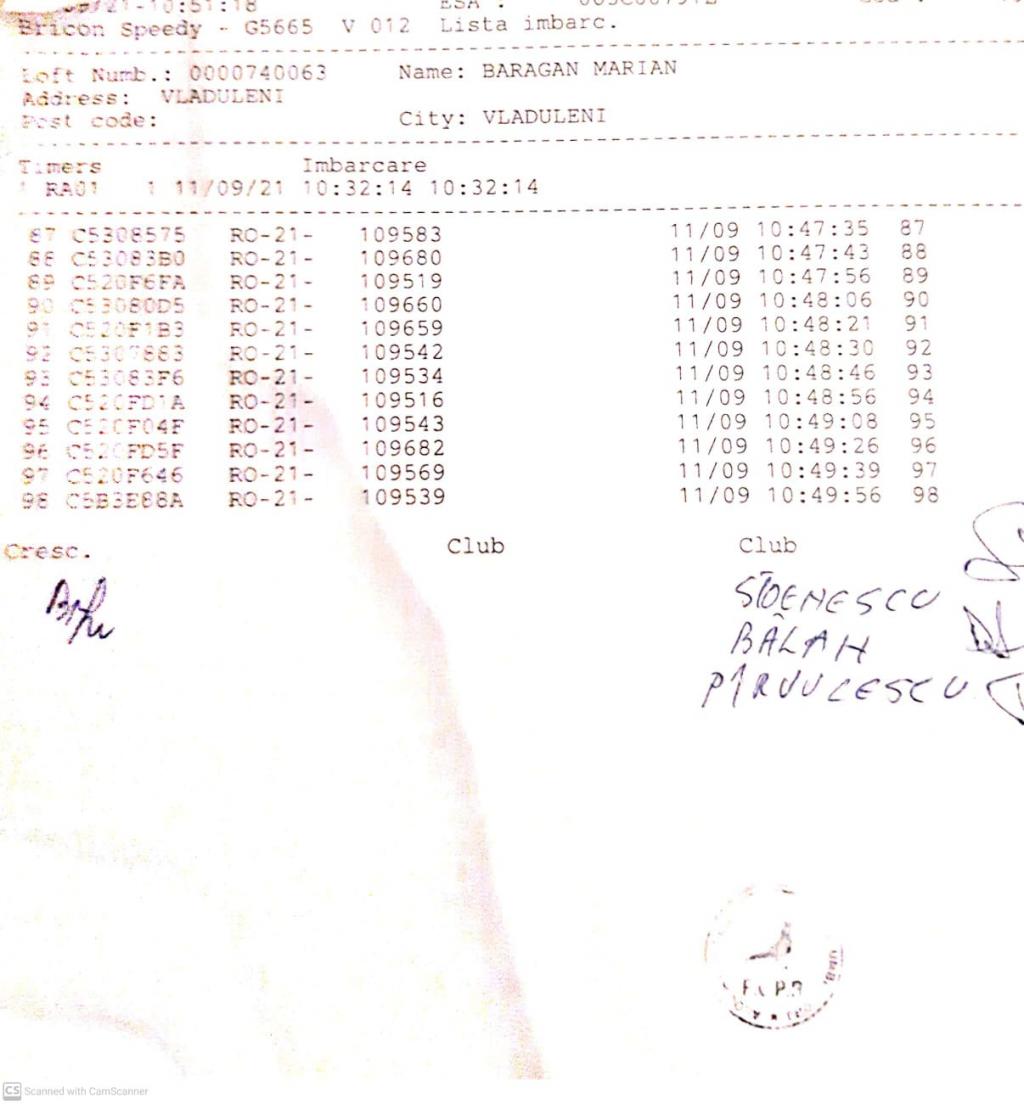 Bricon Speedy - G5665 V 012 Lista imbarc.
Loft Numb.: 0000740063 Name: BARAGAN MARIAN
Address: VLADULENI
Post code: City: VLADULENI
Timers Imbarcare
1 RA01 1 11/09/21 10:32:14 10:32:14
87 C5308575 RO-21- 109583 11/09 10:47:35 87
88 C53083B0 RO-21- 109680 11/09 10:47:43 88
89 C520F6FA RO-21- 109519 11/09 10:47:56 89
90 C53080D5 RO-21- 109660 11/09 10:48:06 90
91 C520F1B3 RO-21- 109659 11/09 10:48:21 91
92 C5307883 RO-21- 109542 11/09 10:48:30 92
93 C53083F6 RO-21- 109534 11/09 10:48:46 93
94 C520FD1A RO-21- 109516 11/09 10:48:56 94
95 C520F04F RO-21- 109543 11/09 10:49:08 95
96 C520FD5F RO-21- 109682 11/09 10:49:26 96
97 C520F646 RO-21- 109569 11/09 10:49:39 97
98 C5B3E88A RO-21- 109539 11/09 10:49:56 98
Cresc. Club Club
STOENESCU
BĂLAN
PÎRVULESCU
CS Scanned with CamScanner